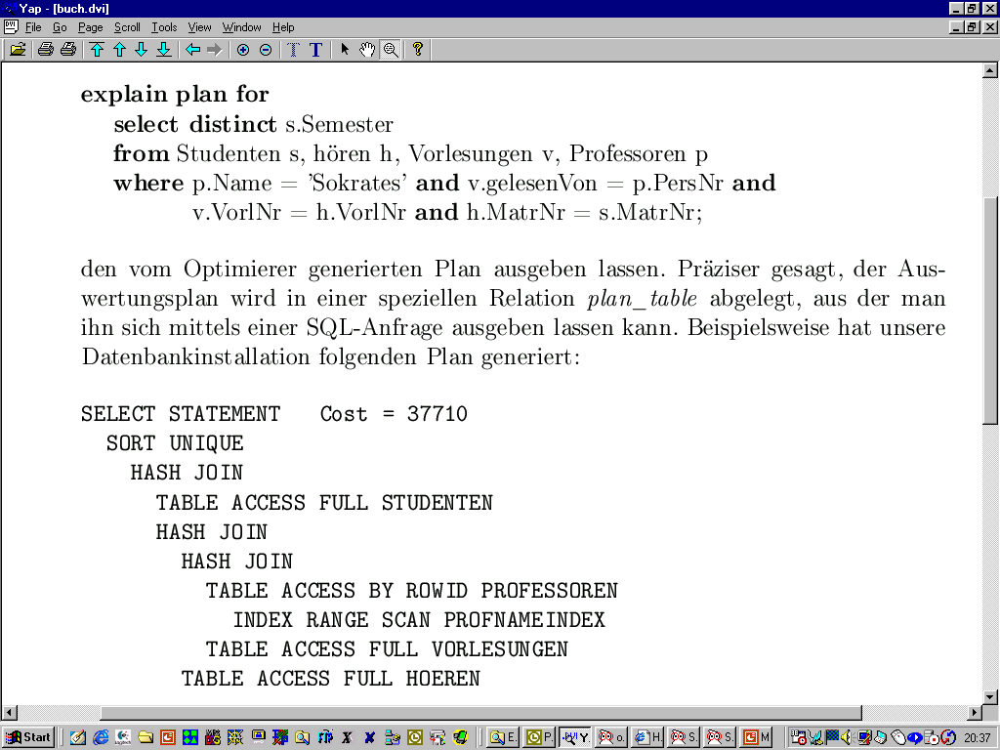 Yap - [buch.dvi]
File Go Page Scroll Tools View Window Help
explain plan for
select distinct s.Semester
from Studenten s, hören h, Vorlesungen v, Professoren p
where p.Name = 'Sokrates' and v.gelesenVon = p.PersNr and
v.VorlNr = h.VorlNr and h.MatrNr = s.MatrNr;
den vom Optimierer generierten Plan ausgeben lassen. Präziser gesagt, der Aus-
wertungsplan wird in einer speziellen Relation plan_table abgelegt, aus der man
ihn sich mittels einer SQL-Anfrage ausgeben lassen kann. Beispielsweise hat unsere
Datenbankinstallation folgenden Plan generiert:
SELECT STATEMENT Cost = 37710
SORT UNIQUE
HASH JOIN
TABLE ACCESS FULL STUDENTEN
HASH JOIN
HASH JOIN
TABLE ACCESS BY ROWID PROFESSOREN
INDEX RANGE SCAN PROFNAMEINDEX
TABLE ACCESS FULL VORLESUNGEN
TABLE ACCESS FULL HOEREN
Start E. P. Y. o. H. S. S. M 20:37